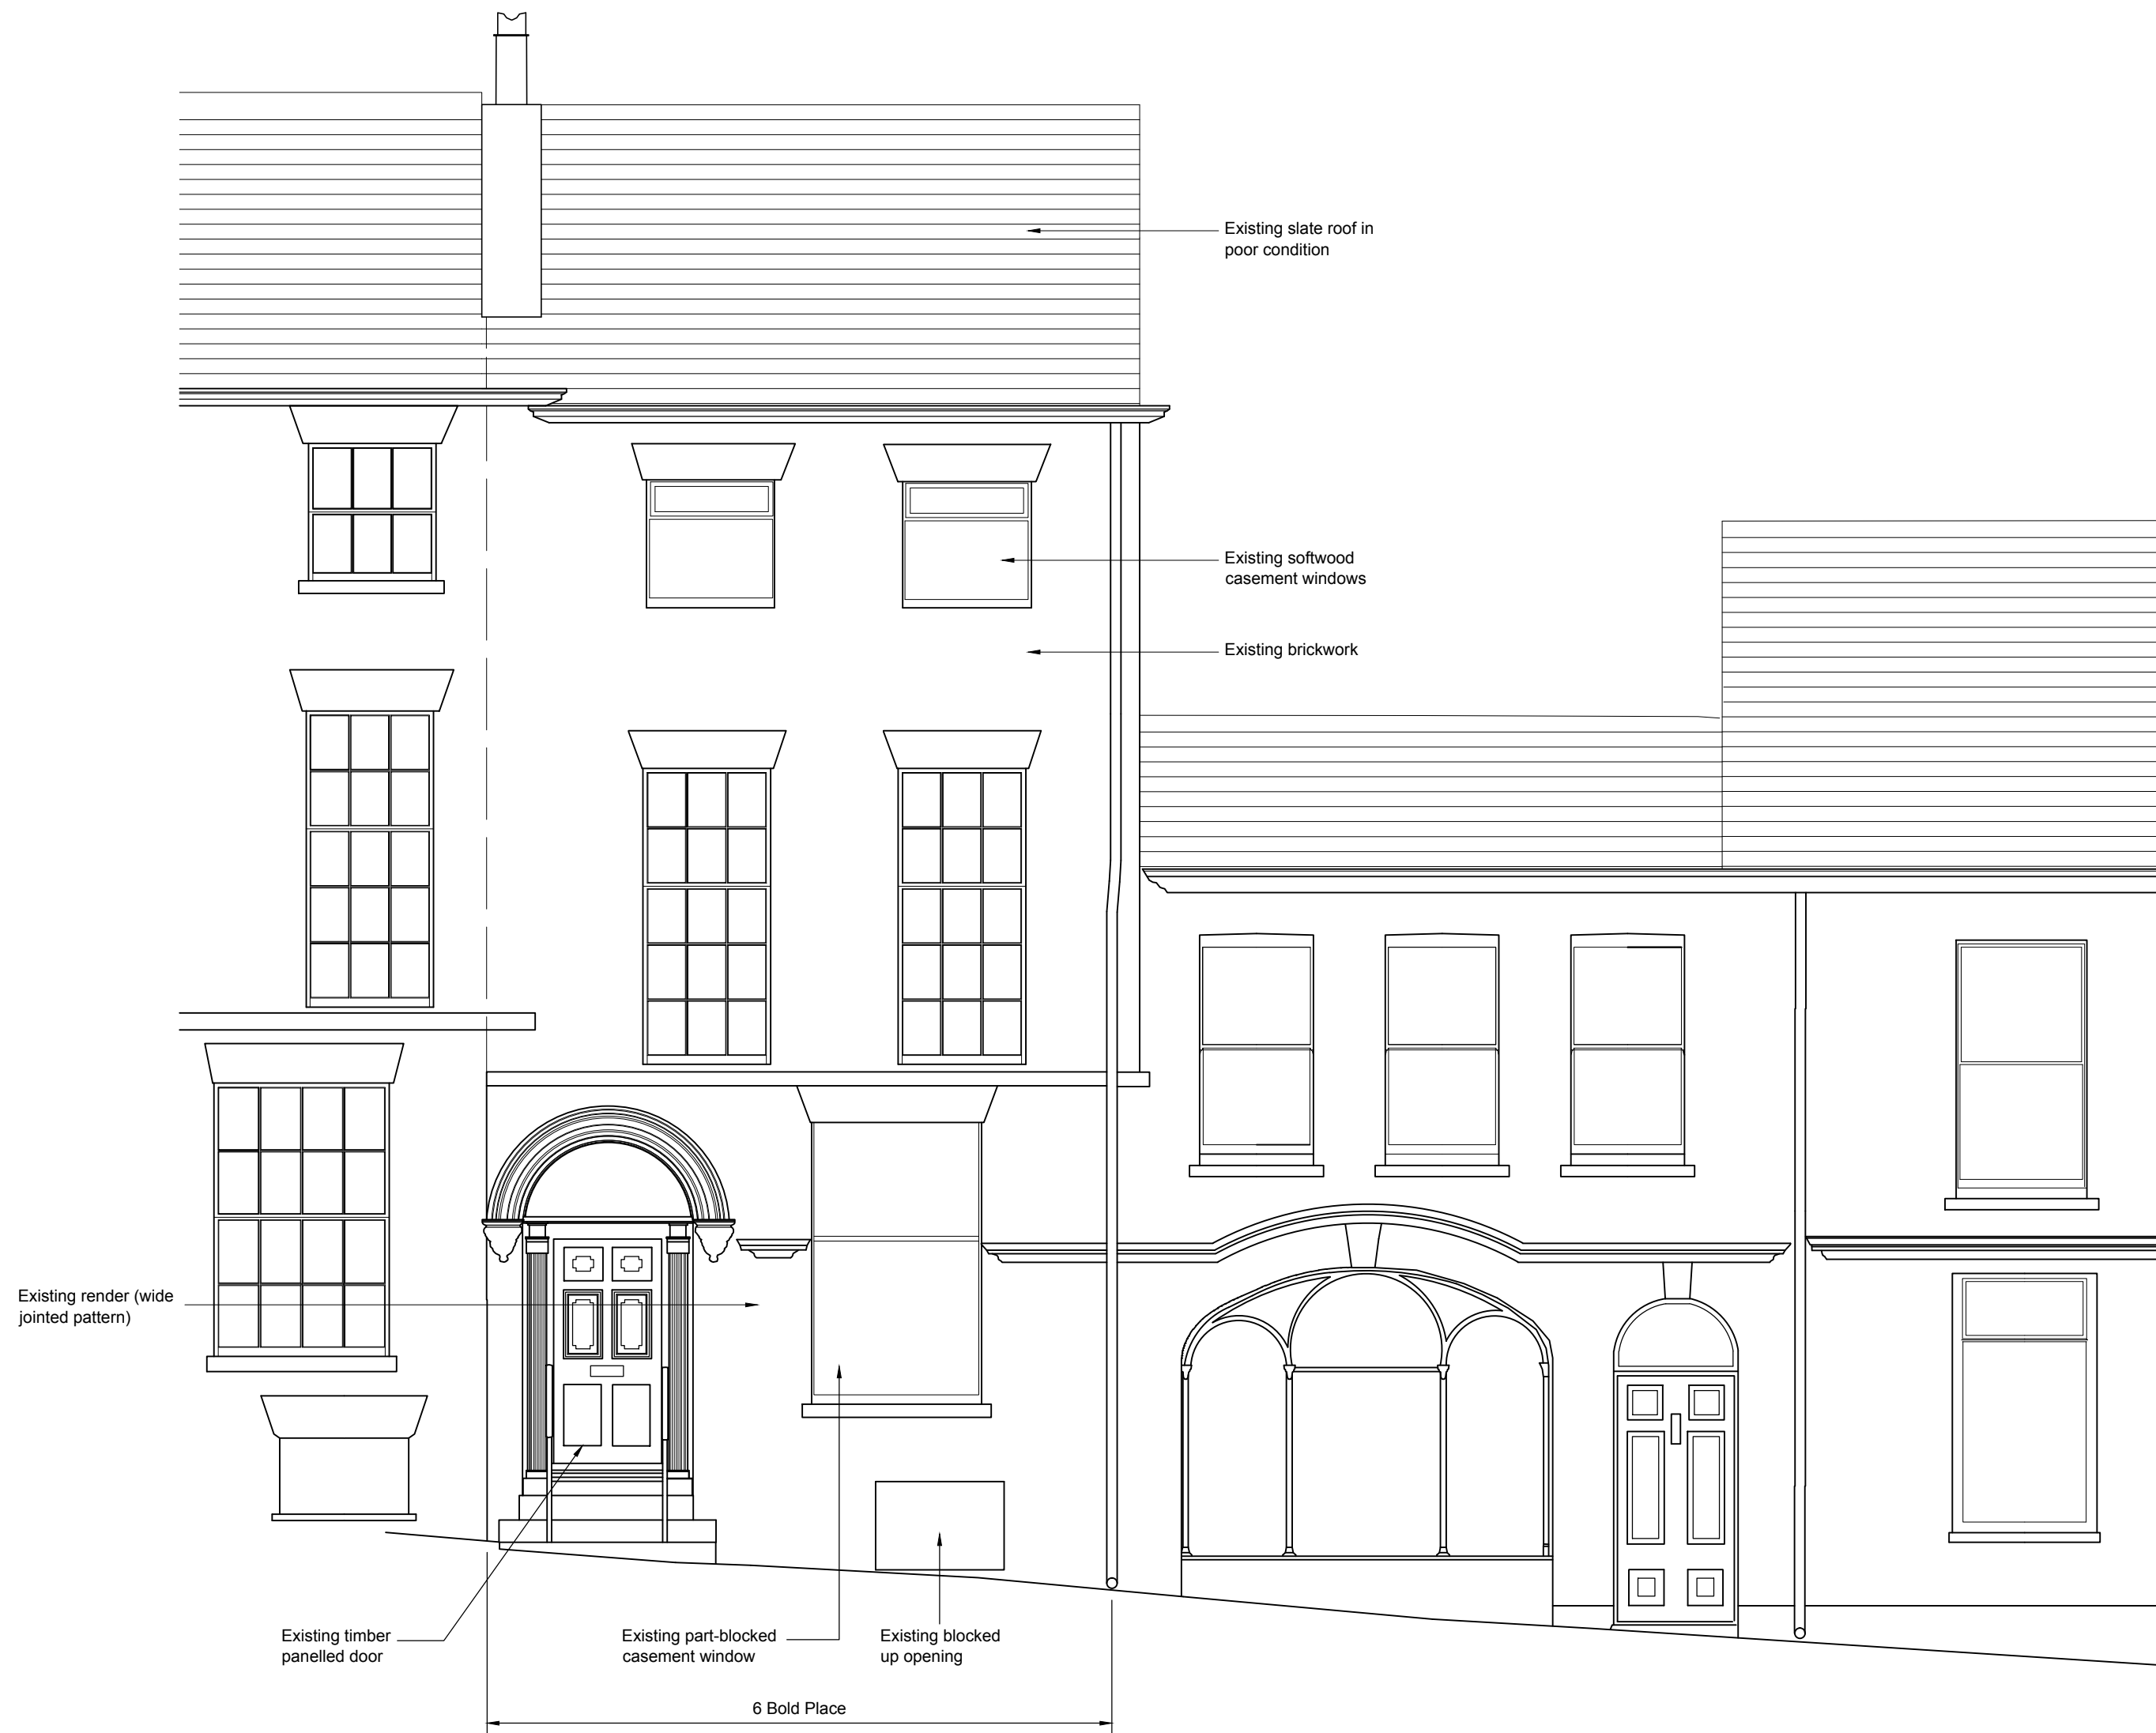 Existing slate roof in
poor condition
Existing softwood
casement windows
Existing brickwork
Existing render (wide
jointed pattern)
Existing timber
panelled door
Existing part-blocked
casement window
Existing blocked
up opening
6 Bold Place